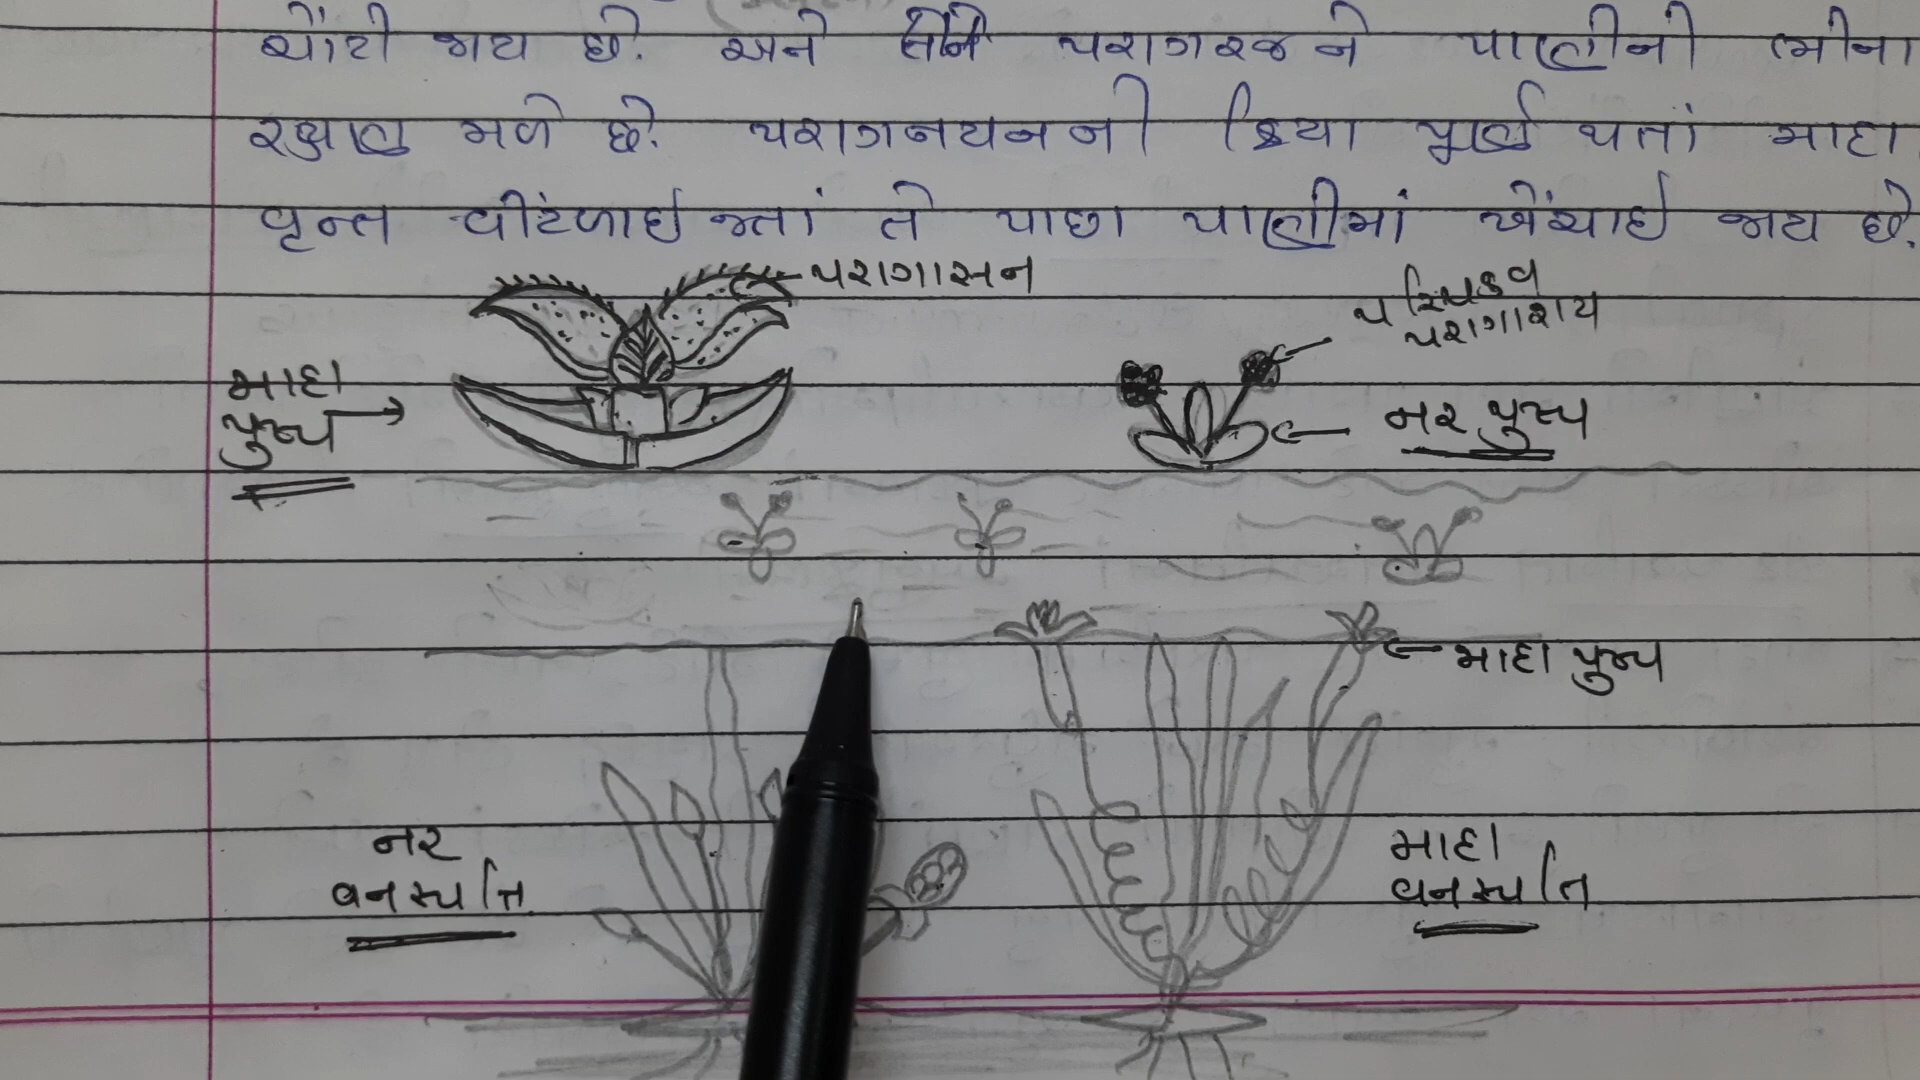 ચોંટી જાય છે. અને તેને પરાગરજને પાણીની ભીના
રક્ષણ મળે છે. પરાગનયનની ક્રિયા પૂર્ણ થતાં માદા
વૃન્ત વીંટળાઈ જતાં તે પાછા પાણીમાં ખેંચાઈ જાય છે.
પરાગાસન
પરિપક્વ
પરાગાશય
માદા
પુષ્પ
નર પુષ્પ
માદા પુષ્પ
નર
વનસ્પતિ
માદા
વનસ્પતિ